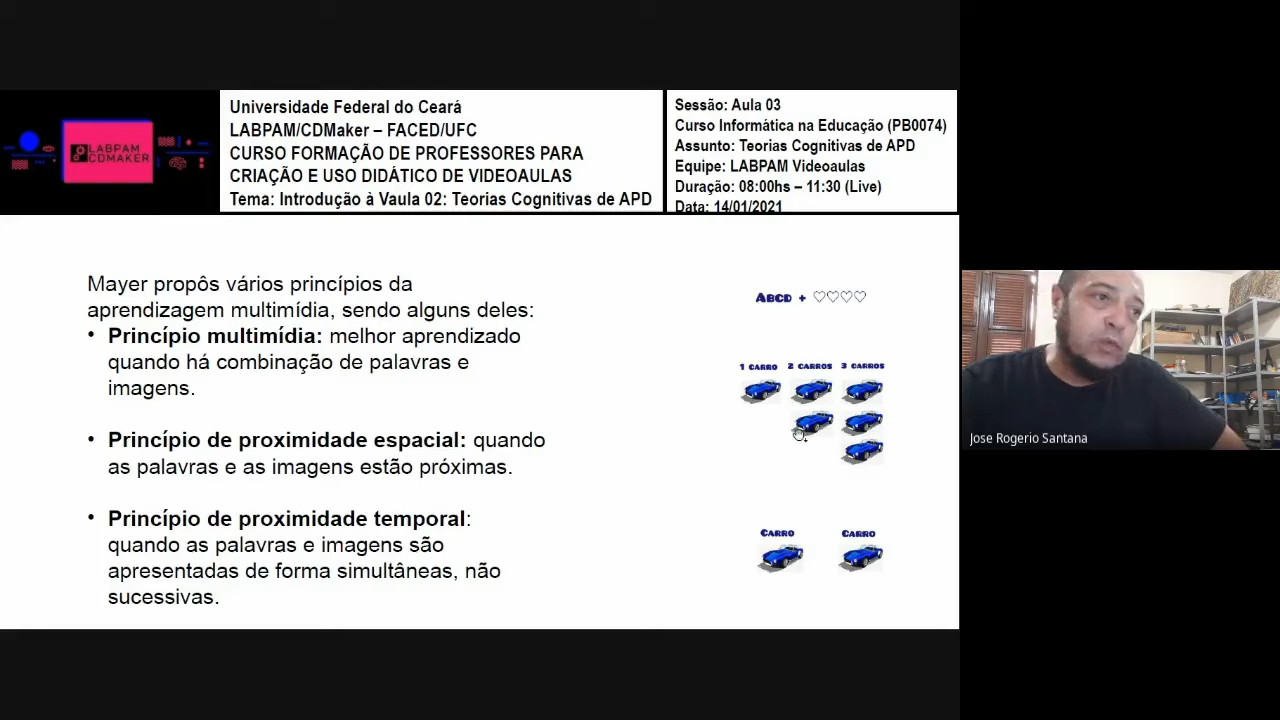 LABPAM
CDMAKER
Universidade Federal do Ceará
LABPAM/CDMaker – FACED/UFC
CURSO FORMAÇÃO DE PROFESSORES PARA
CRIAÇÃO E USO DIDÁTICO DE VIDEOAULAS
Tema: Introdução à Vaula 02: Teorias Cognitivas de APD
Sessão: Aula 03
Curso Informática na Educação (PB0074)
Assunto: Teorias Cognitivas de APD
Equipe: LABPAM Videoaulas
Duração: 08:00hs – 11:30 (Live)
Data: 14/01/2021
Mayer propôs vários princípios da
aprendizagem multimídia, sendo alguns deles:
• Princípio multimídia: melhor aprendizado
quando há combinação de palavras e
imagens.
• Princípio de proximidade espacial: quando
as palavras e as imagens estão próximas.
• Princípio de proximidade temporal:
quando as palavras e imagens são
apresentadas de forma simultâneas, não
sucessivas.
ABCD + ♡♡♡♡
1 CARRO 2 CARROS 3 CARROS
CARRO CARRO
Jose Rogerio Santana